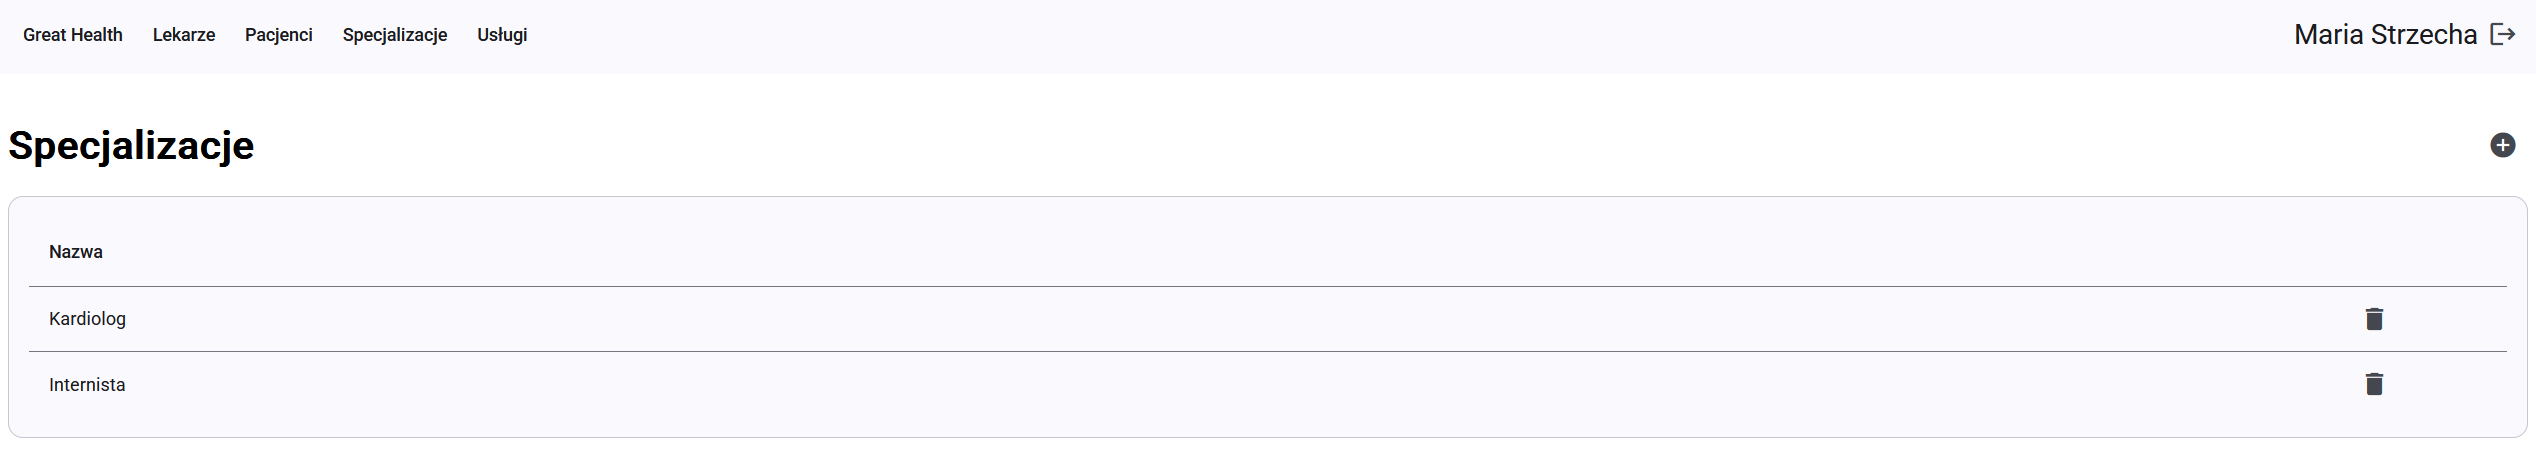 Great Health Lekarze Pacjenci Specjalizacje Usługi Maria Strzecha
Specjalizacje
Nazwa
Kardiolog
Internista